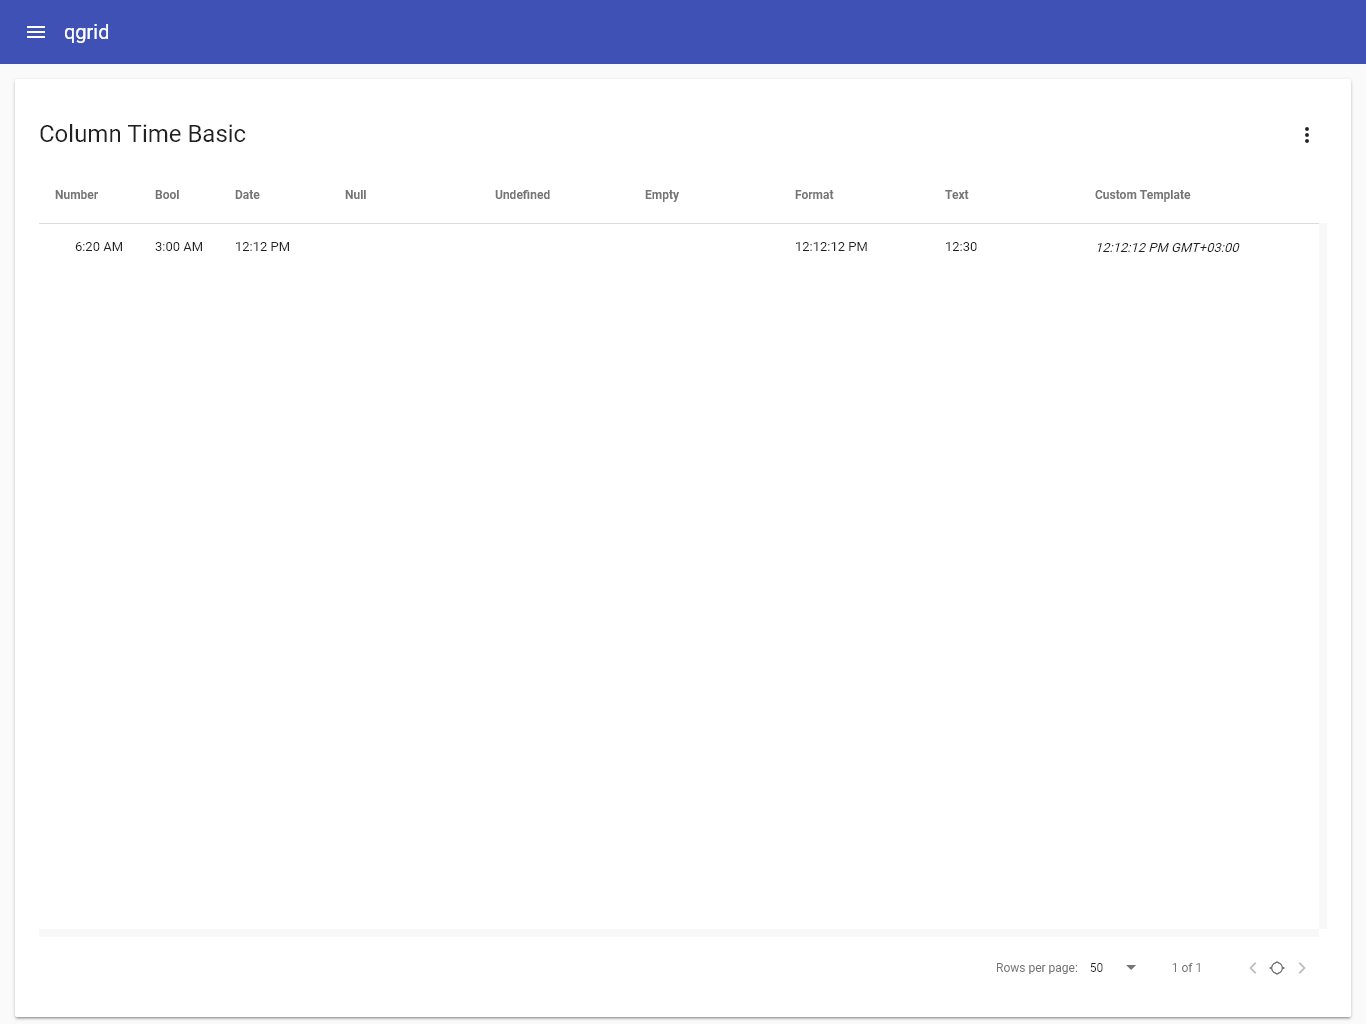 qgrid
Column Time Basic
Number Bool Date Null Undefined Empty Format Text Custom Template
6:20 AM 3:00 AM 12:12 PM 12:12:12 PM 12:30 12:12:12 PM GMT+03:00
Rows per page: 50 1 of 1